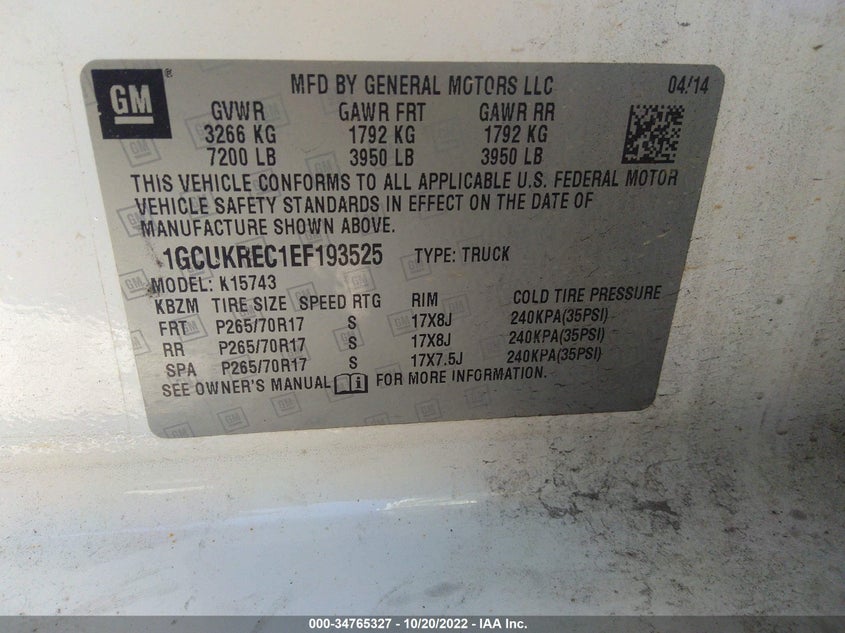 GM ® MFD BY GENERAL MOTORS LLC 04/14
GVWR GAWR FRT GAWR RR
3266 KG 1792 KG 1792 KG
7200 LB 3950 LB 3950 LB
THIS VEHICLE CONFORMS TO ALL APPLICABLE U.S. FEDERAL MOTOR
VEHICLE SAFETY STANDARDS IN EFFECT ON THE DATE OF
MANUFACTURE SHOWN ABOVE.
1GCUKREC1EF193525 TYPE: TRUCK
MODEL: K15743
KBZM TIRE SIZE SPEED RTG RIM COLD TIRE PRESSURE
FRT P265/70R17 S 17X8J 240KPA(35PSI)
RR P265/70R17 S 17X8J 240KPA(35PSI)
SPA P265/70R17 S 17X7.5J 240KPA(35PSI)
SEE OWNER'S MANUAL i FOR MORE INFORMATION.
000-34765327 - 10/20/2022 - IAA Inc.